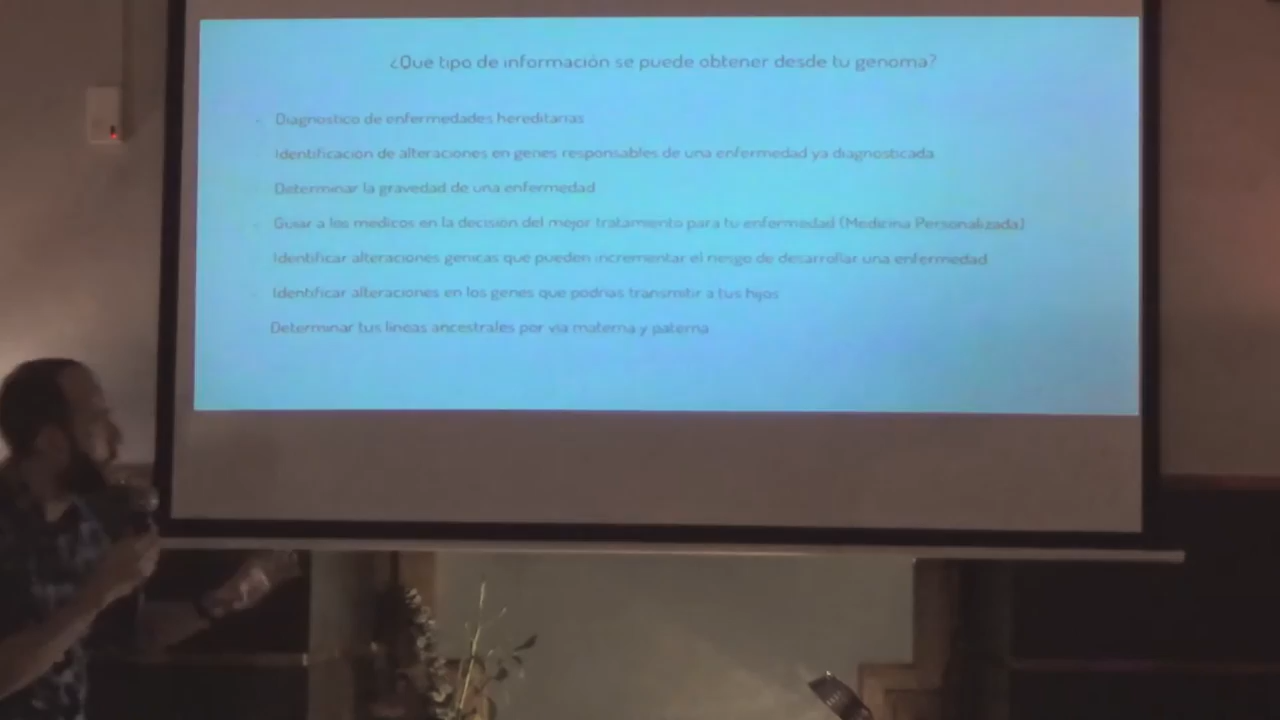 ¿Que tipo de información se puede obtener desde tu genoma?
- Diagnostico de enfermedades hereditarias
Identificación de alteraciones en genes responsables de una enfermedad ya diagnosticada
Determinar la gravedad de una enfermedad
- Guiar a los medicos en la decisión del mejor tratamiento para tu enfermedad (Medicina Personalizada)
Identificar alteraciones genicas que pueden incrementar el riesgo de desarrollar una enfermedad
- Identificar alteraciones en los genes que podrias transmitir a tus hijos
Determinar tus lineas ancestrales por via materna y paterna